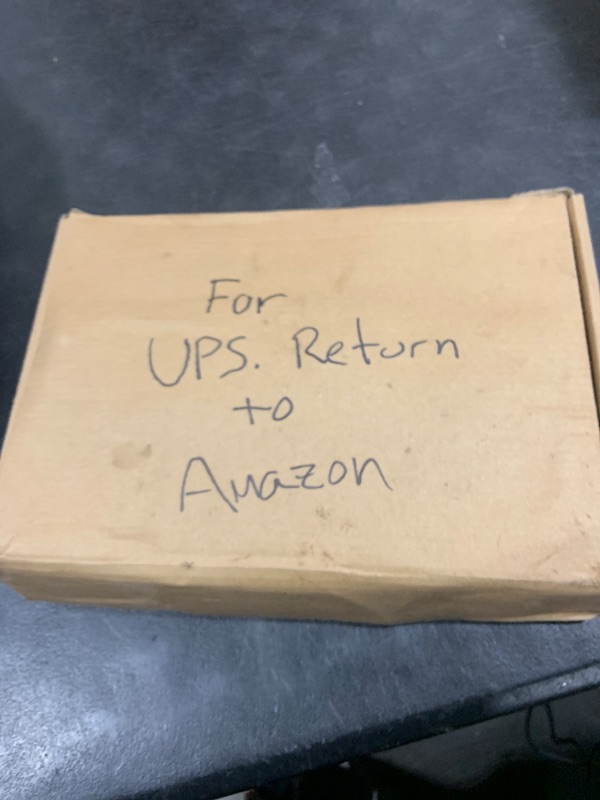 For
UPS. Return
to
Amazon